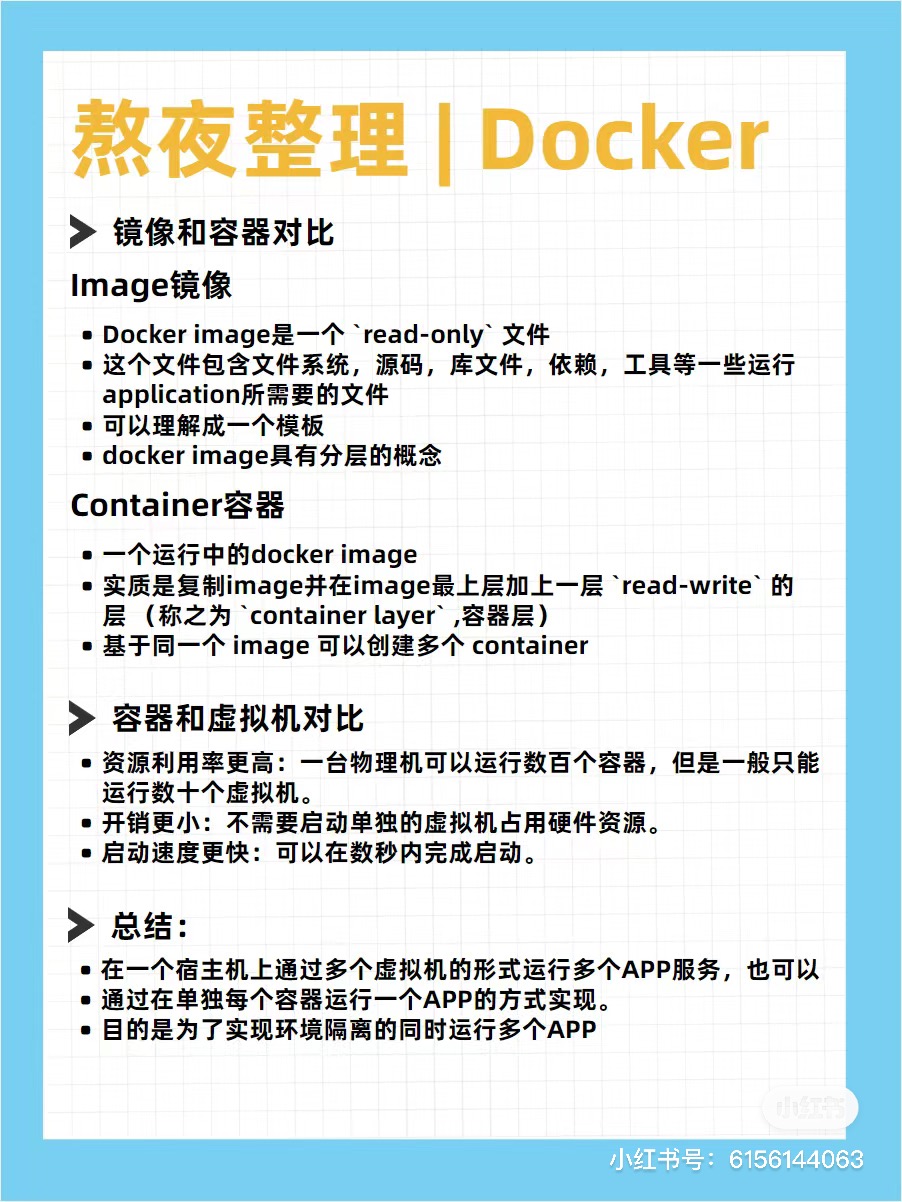 熬夜整理 | Docker
镜像和容器对比
Image镜像
Docker image是一个 `read-only` 文件
这个文件包含文件系统，源码，库文件，依赖，工具等一些运行
application所需要的文件
可以理解成一个模板
docker image具有分层的概念
Container容器
一个运行中的docker image
实质是复制image并在image最上层加上一层 `read-write` 的
层 （称之为 `container layer` ,容器层）
基于同一个 image 可以创建多个 container
容器和虚拟机对比
资源利用率更高：一台物理机可以运行数百个容器，但是一般只能
运行数十个虚拟机。
开销更小：不需要启动单独的虚拟机占用硬件资源。
启动速度更快：可以在数秒内完成启动。
总结：
在一个宿主机上通过多个虚拟机的形式运行多个APP服务，也可以
通过在单独每个容器运行一个APP的方式实现。
目的是为了实现环境隔离的同时运行多个APP
小红书
小红书号：6156144063